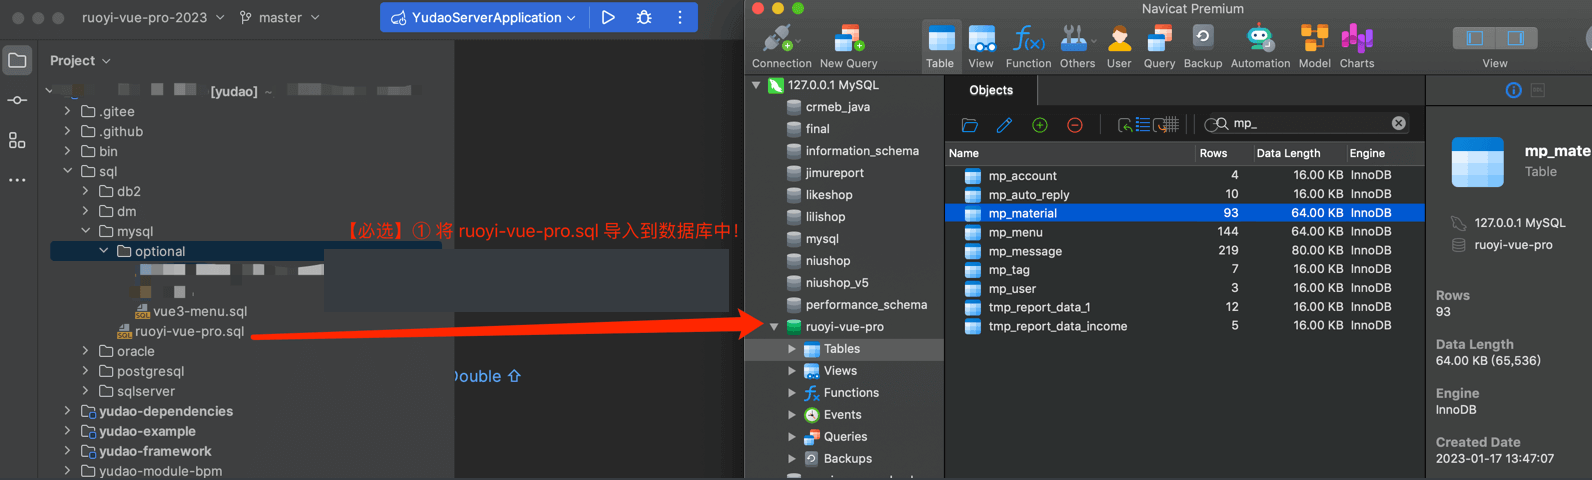 ruoyi-vue-pro-2023
master
YudaoServerApplication
Project
[yudao] ~
.gitee
.github
bin
sql
db2
dm
mysql
optional
vue3-menu.sql
ruoyi-vue-pro.sql
oracle
postgresql
sqlserver
yudao-dependencies
yudao-example
yudao-framework
yudao-module-bpm
【必选】① 将 ruoyi-vue-pro.sql 导入到数据库中！
Double ⇧
Navicat Premium
Connection
New Query
Table
View
Function
Others
User
Query
Backup
Automation
Model
Charts
View
127.0.0.1 MySQL
crmeb_java
final
information_schema
jimureport
likeshop
lilishop
mysql
niushop
niushop_v5
performance_schema
ruoyi-vue-pro
Tables
Views
Functions
Events
Queries
Backups
Objects
mp_
Name Rows Data Length Engine
mp_account 4 16.00 KB InnoDB
mp_auto_reply 10 16.00 KB InnoDB
mp_material 93 64.00 KB InnoDB
mp_menu 144 64.00 KB InnoDB
mp_message 219 80.00 KB InnoDB
mp_tag 7 16.00 KB InnoDB
mp_user 3 16.00 KB InnoDB
tmp_report_data_1 12 16.00 KB InnoDB
tmp_report_data_income 5 16.00 KB InnoDB
mp_mate
Table
127.0.0.1 MySQL
ruoyi-vue-pro
Rows
93
Data Length
64.00 KB (65,536)
Engine
InnoDB
Created Date
2023-01-17 13:47:07